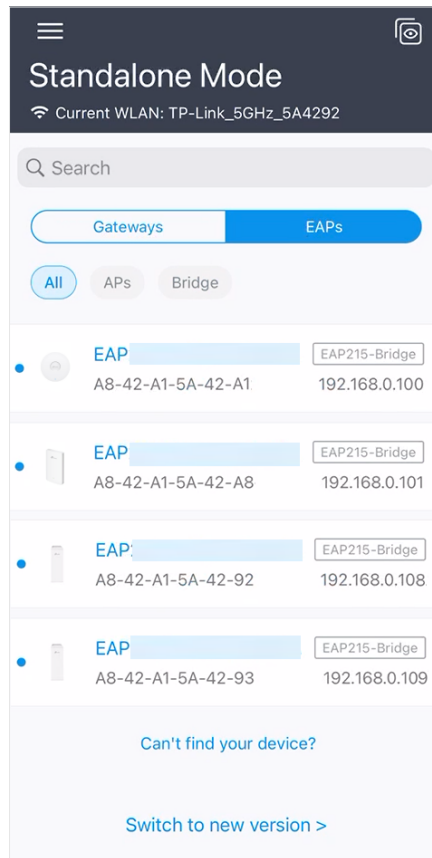 Standalone Mode
Current WLAN: TP-Link_5GHz_5A4292
Search
Gateways EAPs
All APs Bridge
EAP EAP215-Bridge
A8-42-A1-5A-42-A1 192.168.0.100
EAP EAP215-Bridge
A8-42-A1-5A-42-A8 192.168.0.101
EAP EAP215-Bridge
A8-42-A1-5A-42-92 192.168.0.108
EAP EAP215-Bridge
A8-42-A1-5A-42-93 192.168.0.109
Can't find your device?
Switch to new version >